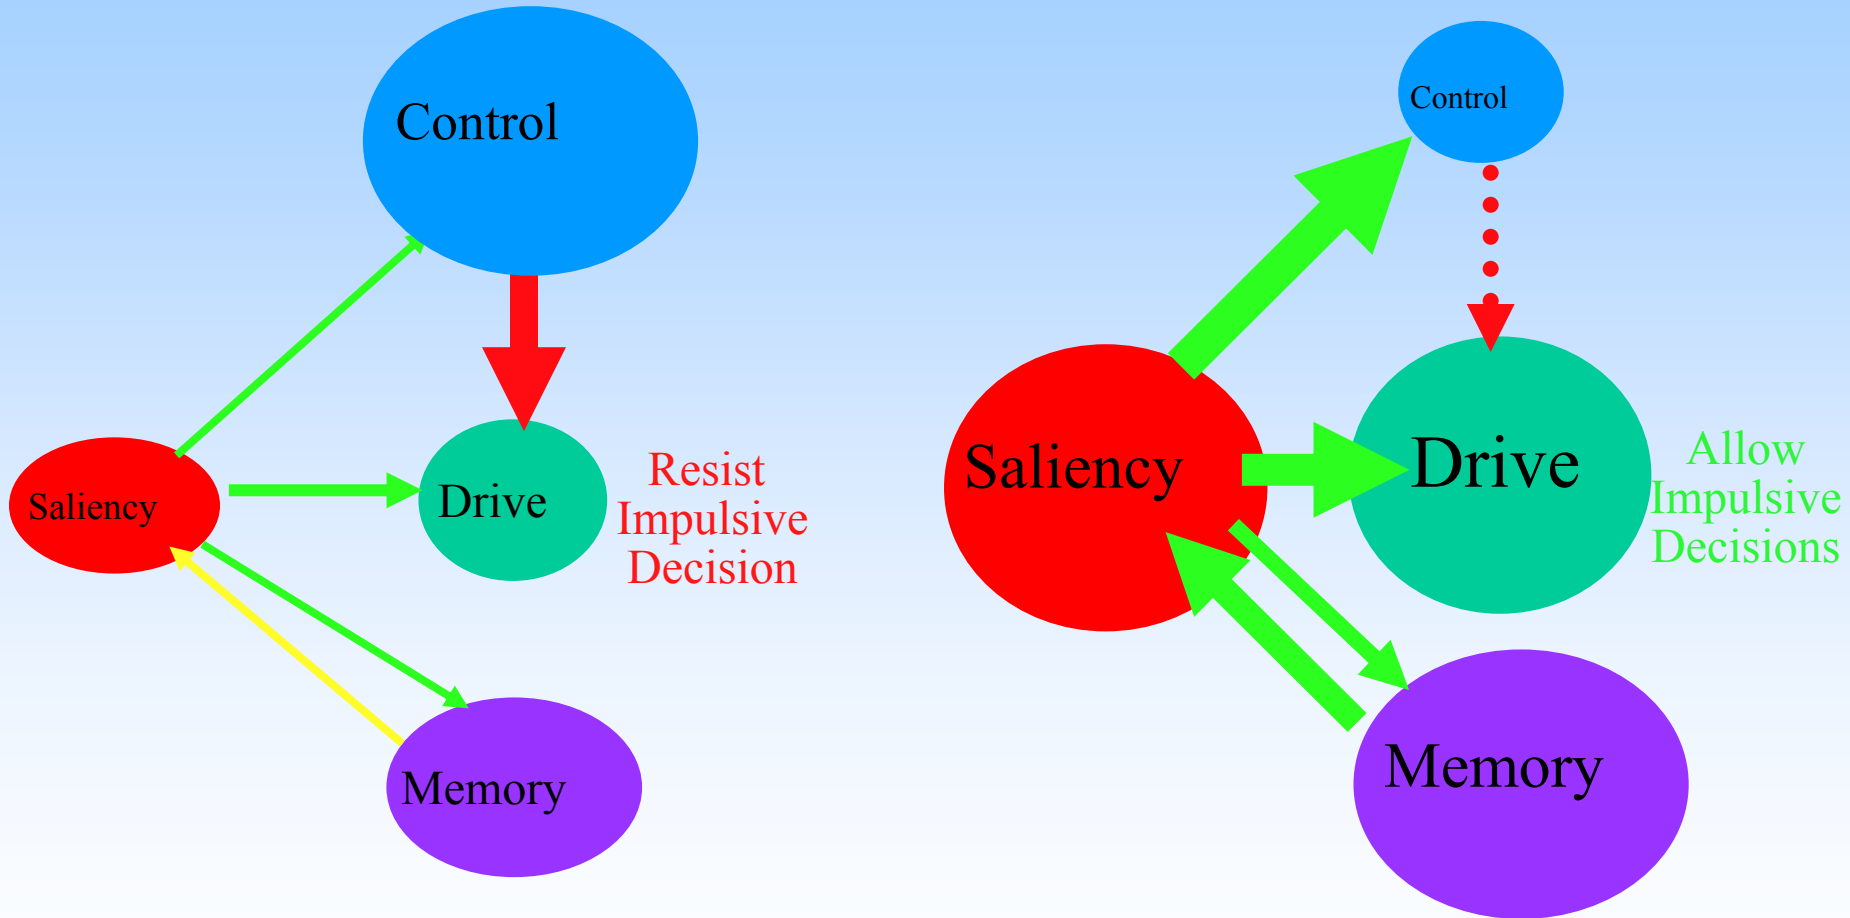 Control
Saliency
Drive
Resist
Impulsive
Decision
Memory
Control
Saliency
Drive
Allow
Impulsive
Decisions
Memory